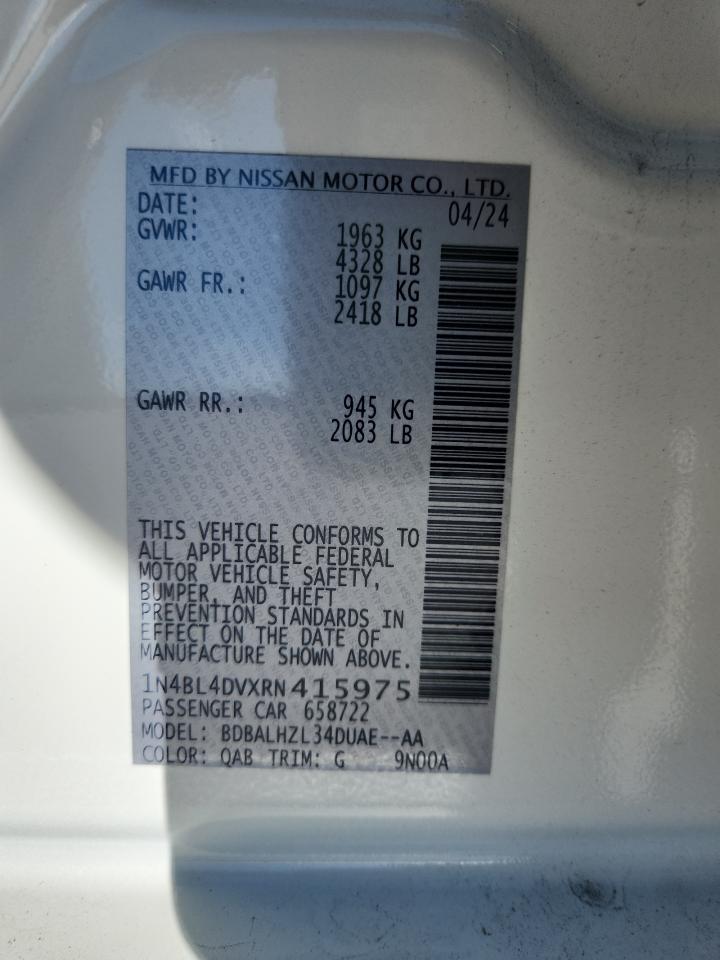 MFD BY NISSAN MOTOR CO., LTD.
DATE: 04/24
GVWR: 1963 KG
4328 LB
GAWR FR.: 1097 KG
2418 LB
GAWR RR.: 945 KG
2083 LB
THIS VEHICLE CONFORMS TO
ALL APPLICABLE FEDERAL
MOTOR VEHICLE SAFETY,
BUMPER, AND THEFT
PREVENTION STANDARDS IN
EFFECT ON THE DATE OF
MANUFACTURE SHOWN ABOVE.
1N4BL4DVXRN415975
PASSENGER CAR 658722
MODEL: BDBALHZL34DUAE--AA
COLOR: QAB TRIM: G 9N00A